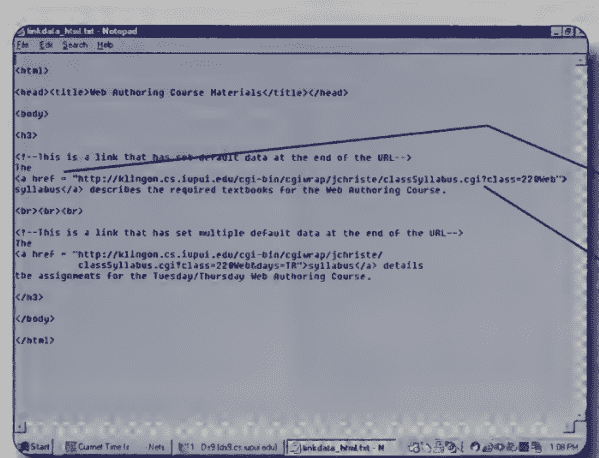 linkdata_html.txt - Notepad
File Edit Search Help
<html>
<head><title>Web Authoring Course Materials</title></head>
<body>
<h3>
<!--This is a link that has set default data at the end of the URL-->
The
<a href = "http://klingon.cs.iupui.edu/cgi-bin/cgiwrap/jchriste/classSyllabus.cgi?class=220Web">
syllabus</a> describes the required textbooks for the Web Authoring Course.
<br><br><br>
<!--This is a link that has set multiple default data at the end of the URL-->
The
<a href = "http://klingon.cs.iupui.edu/cgi-bin/cgiwrap/jchriste/
classSyllabus.cgi?class=220Web&days=TR">syllabus</a> details
the assignments for the Tuesday/Thursday Web Authoring Course.
</h3>
</body>
</html>
Start
linkdata_html.txt - N
1:08 PM